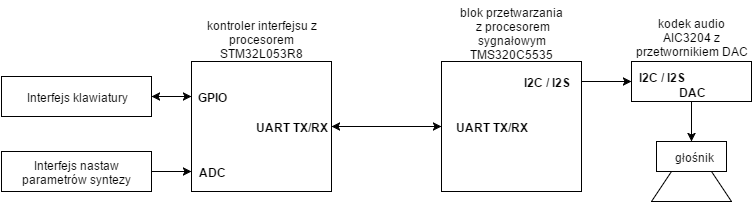 kontroler interfejsu z
procesorem
STM32L053R8
blok przetwarzania
z procesorem
sygnałowym
TMS320C5535
kodek audio
AIC3204 z
przetwornikiem DAC
Interfejs klawiatury
GPIO
UART TX/RX
Interfejs nastaw
parametrów syntezy
ADC
I2C / I2S
UART TX/RX
I2C / I2S
DAC
głośnik